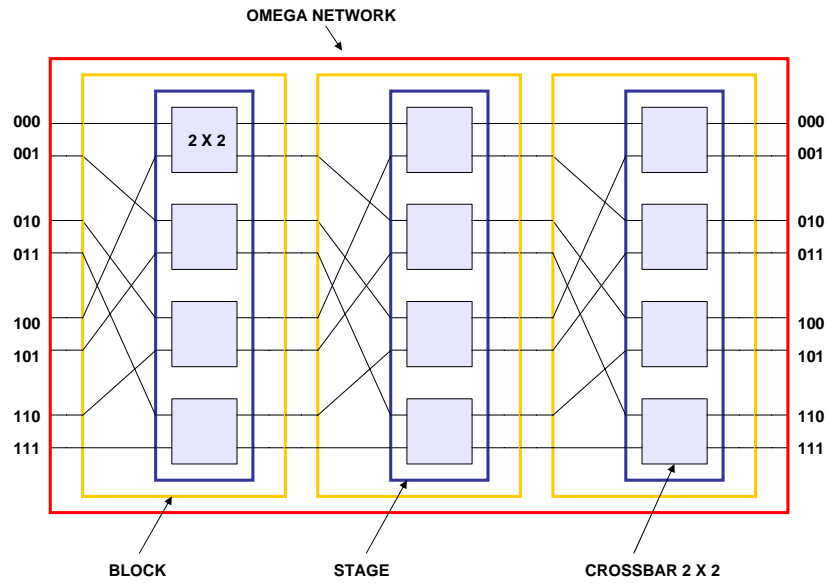 OMEGA NETWORK
000 2 X 2 000
001 001
010 010
011 011
100 100
101 101
110 110
111 111
BLOCK STAGE CROSSBAR 2 X 2